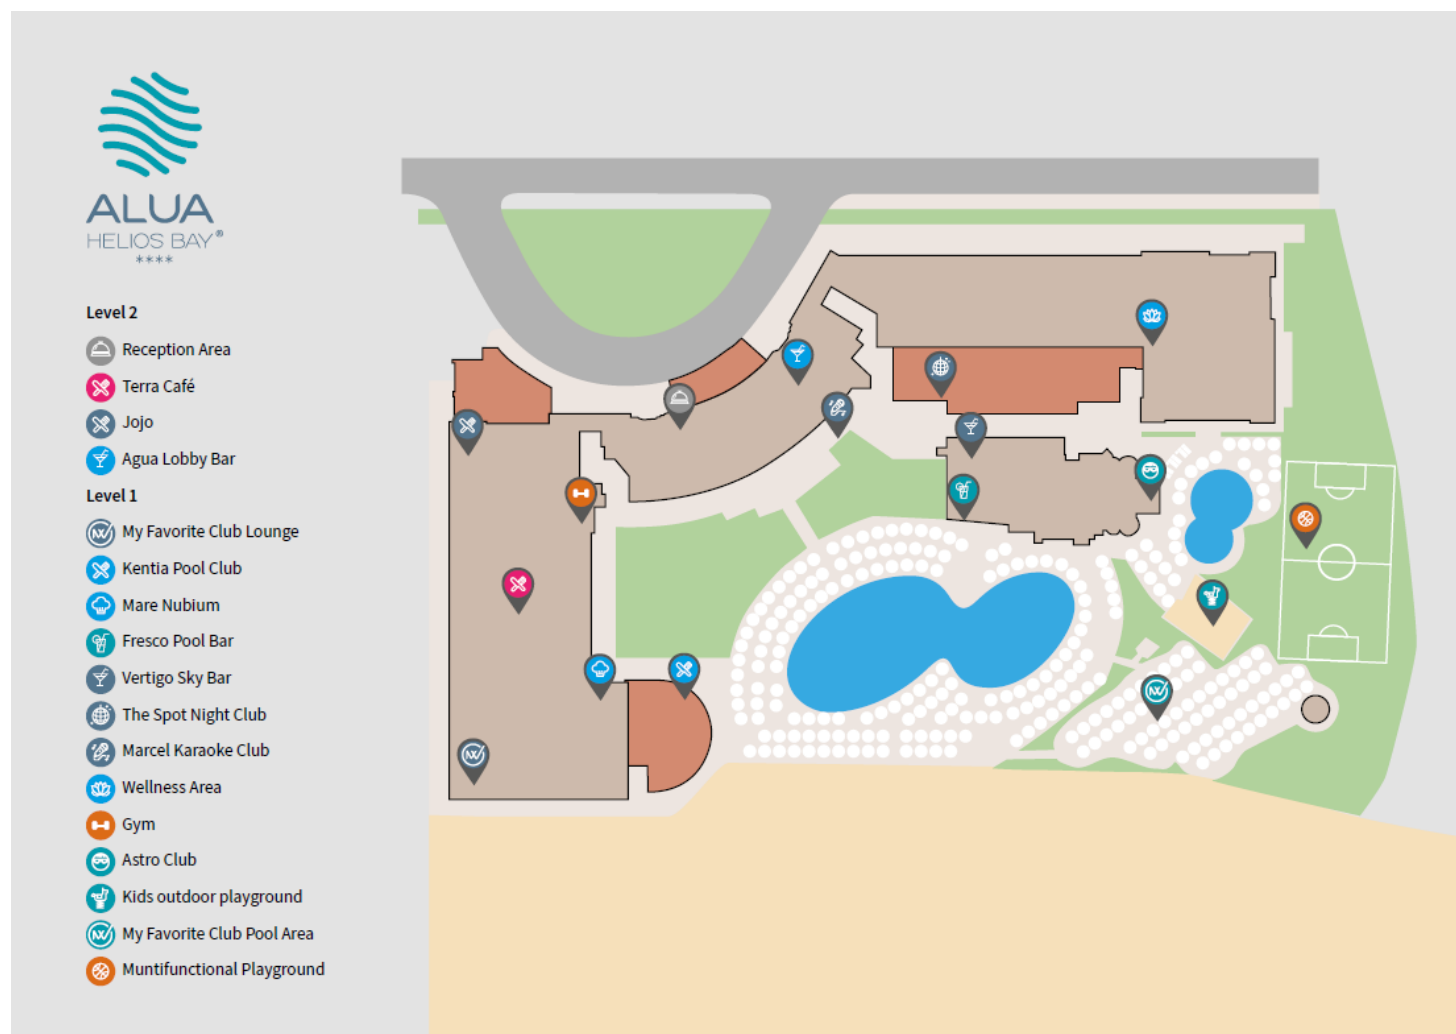 ALUA
HELIOS BAY®
****
Level 2
Reception Area
Terra Café
Jojo
Agua Lobby Bar
Level 1
My Favorite Club Lounge
Kentia Pool Club
Mare Nubium
Fresco Pool Bar
Vertigo Sky Bar
The Spot Night Club
Marcel Karaoke Club
Wellness Area
Gym
Astro Club
Kids outdoor playground
My Favorite Club Pool Area
Muntifunctional Playground